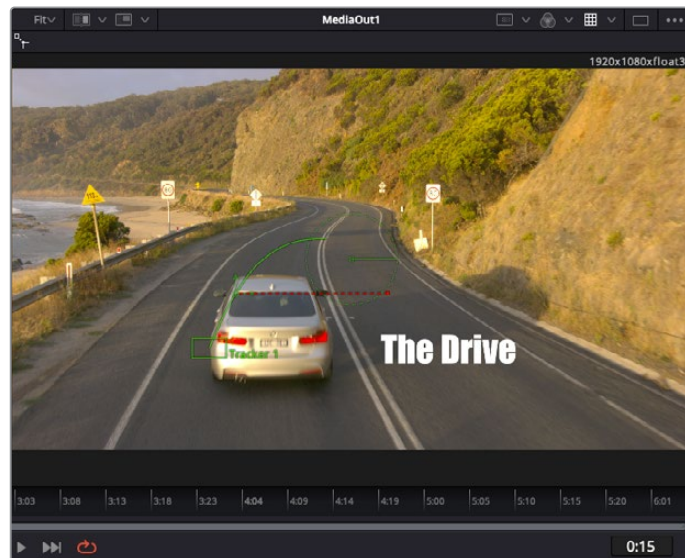 Fit
MediaOut1
1920x1080xfloat3
Tracker 1
The Drive
3:03 3:08 3:13 3:18 3:23 4:04 4:09 4:14 4:19 5:00 5:05 5:10 5:15 5:20 6:01
0:15